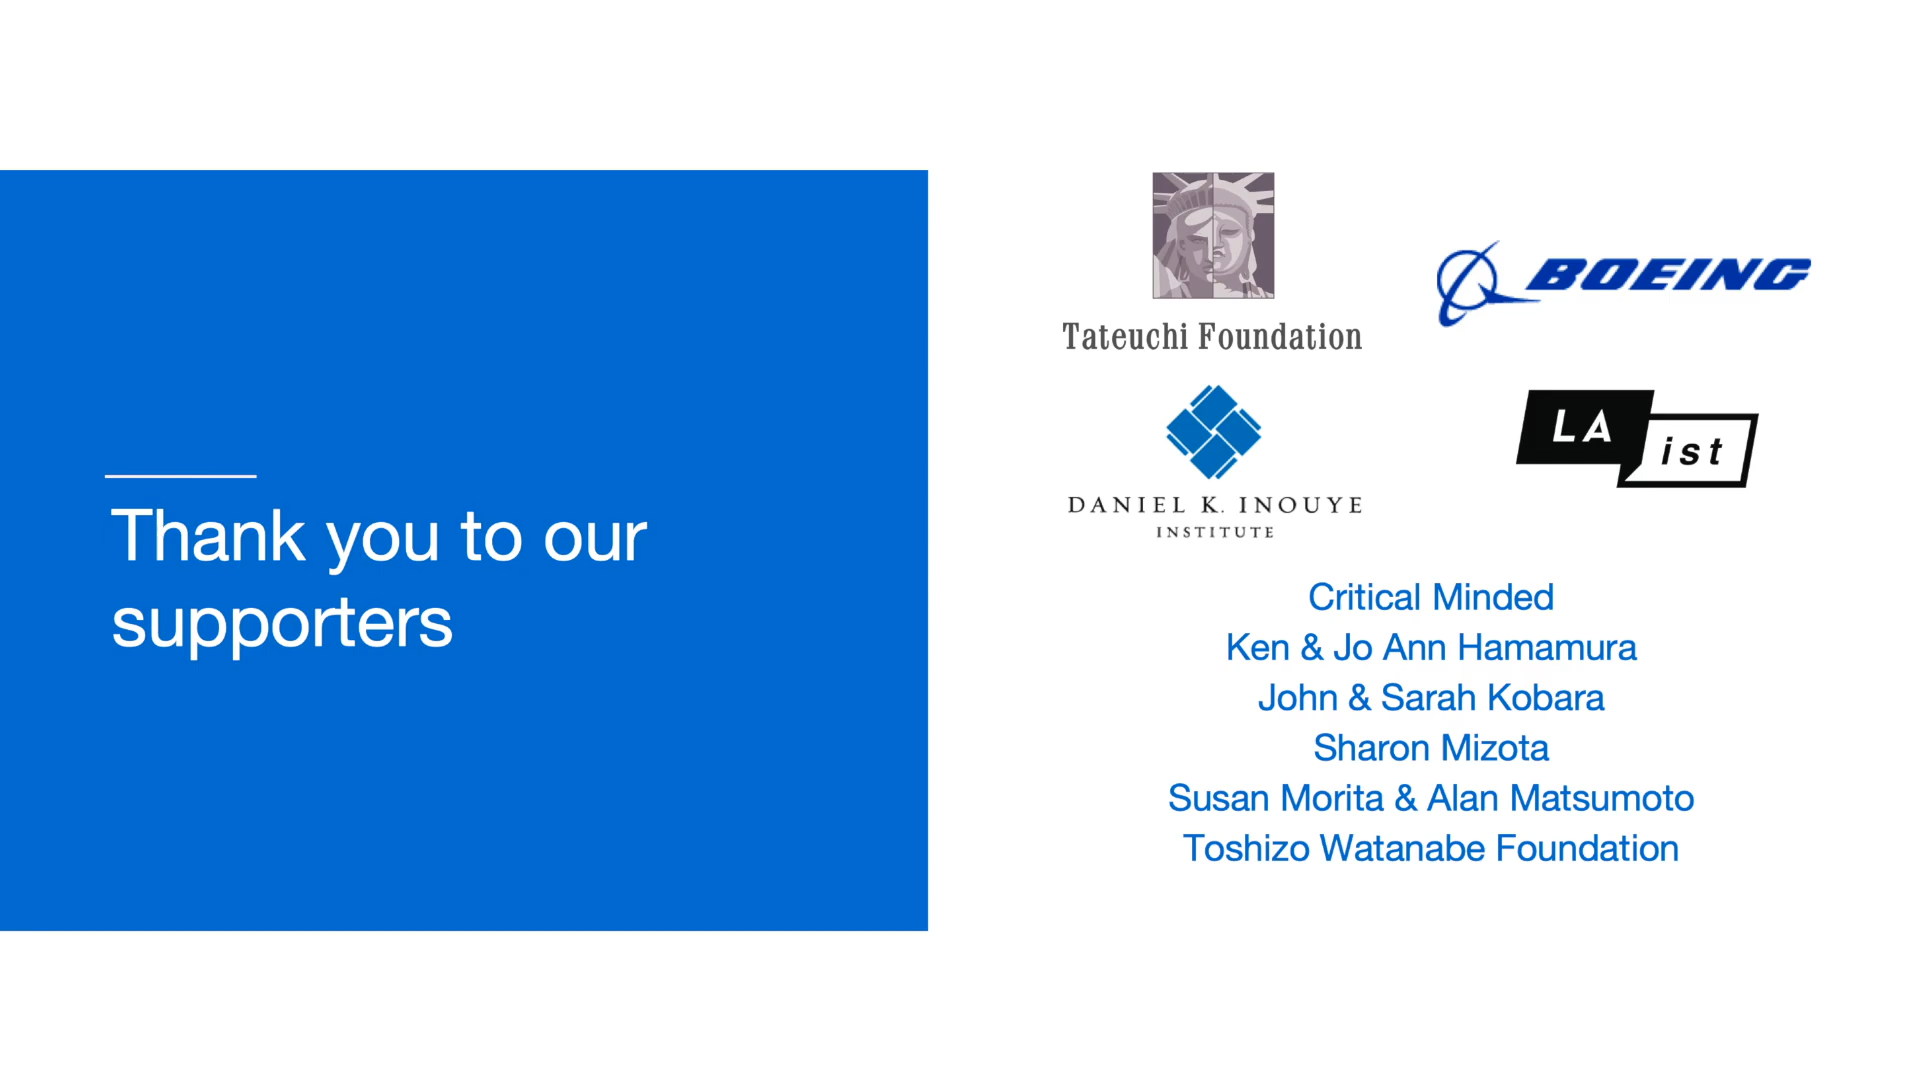 Thank you to our
supporters
Tateuchi Foundation
BOEING
DANIEL K. INOUYE
INSTITUTE
LA
ist
Critical Minded
Ken & Jo Ann Hamamura
John & Sarah Kobara
Sharon Mizota
Susan Morita & Alan Matsumoto
Toshizo Watanabe Foundation